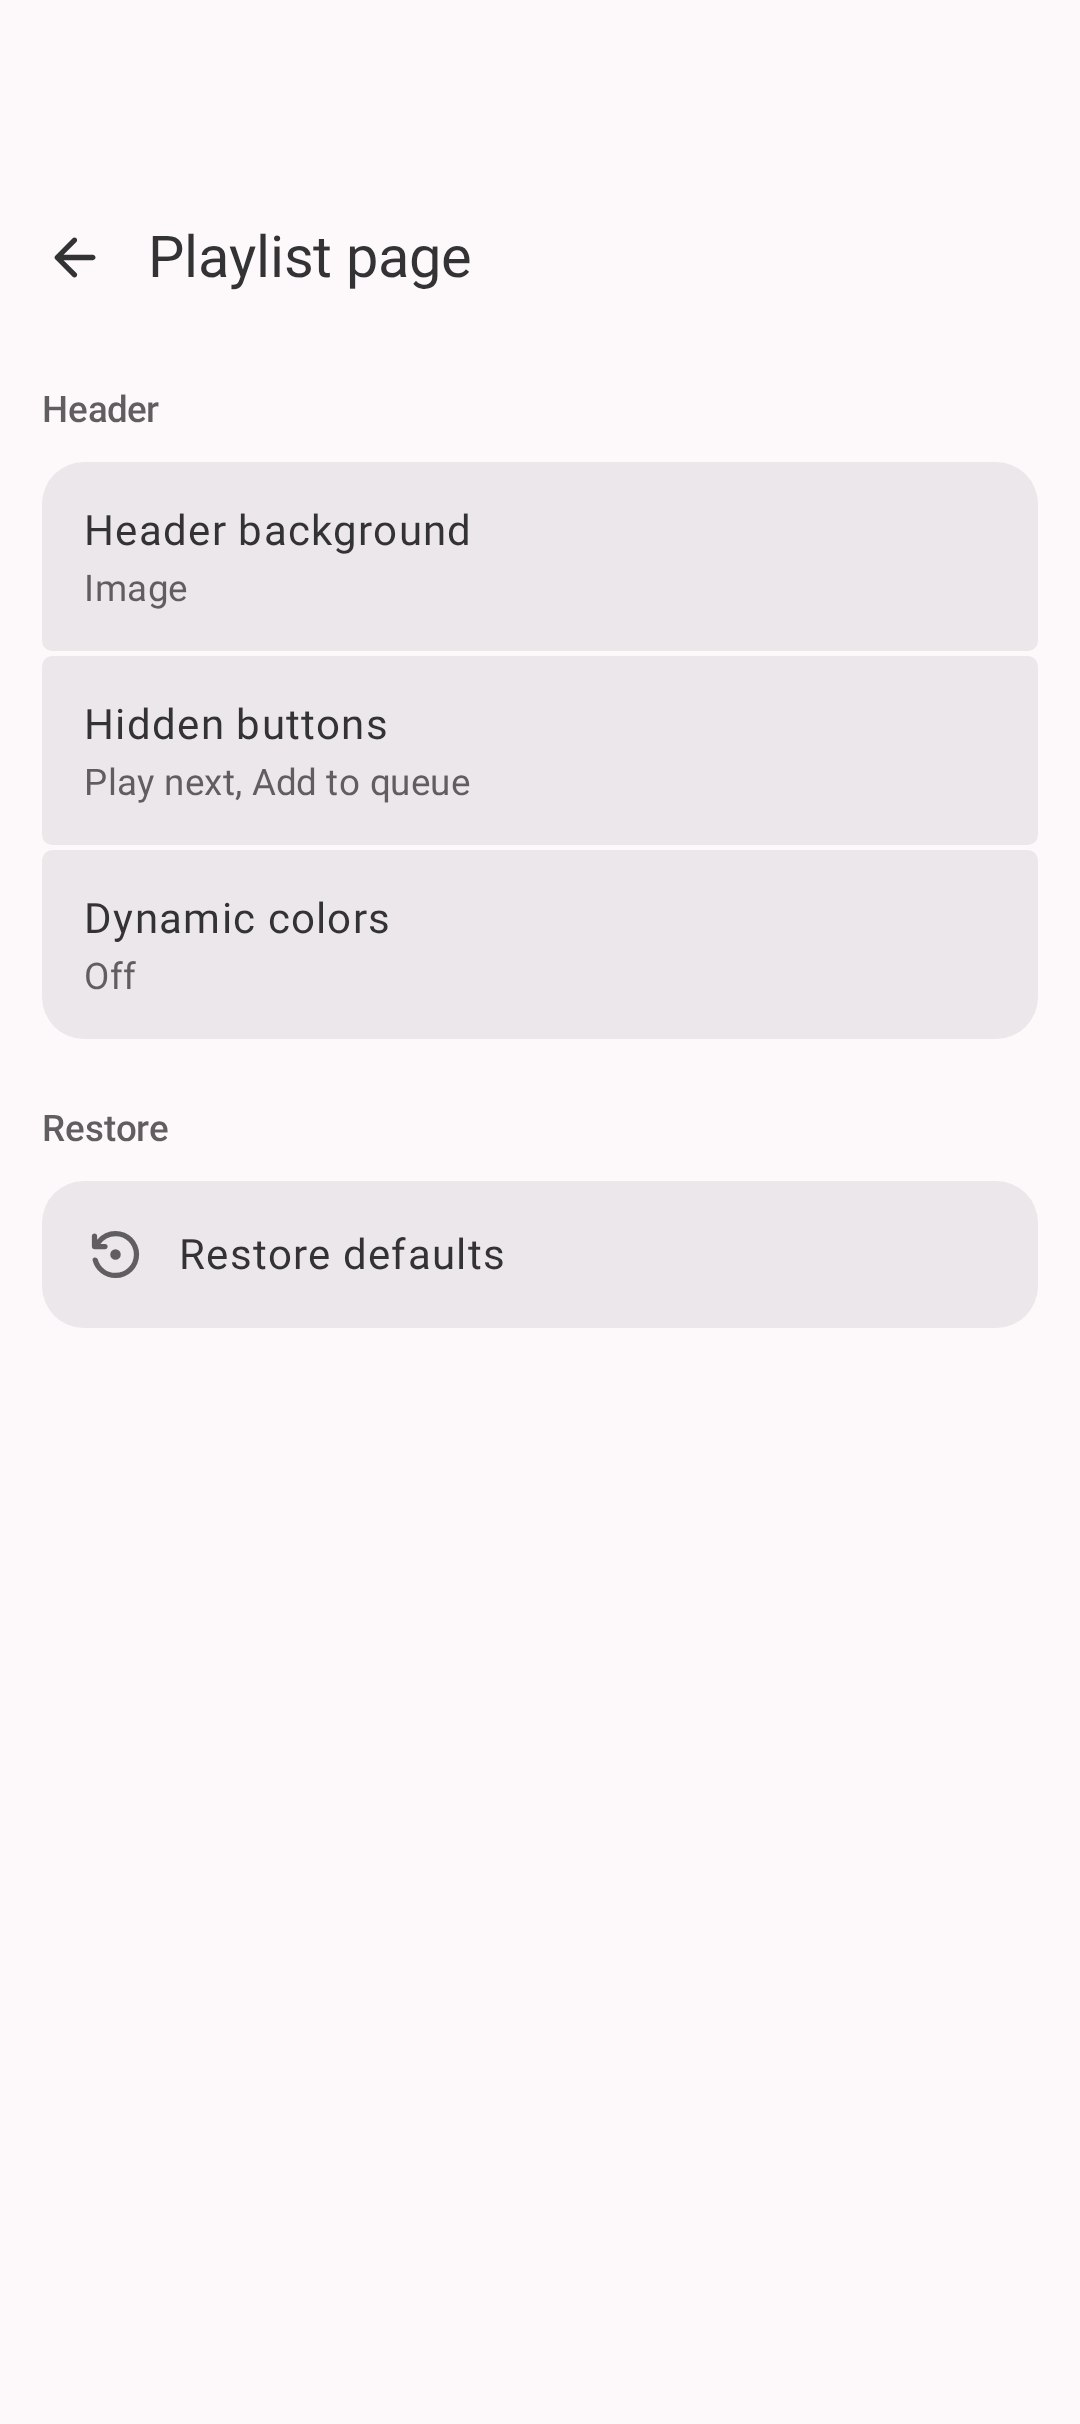 Playlist page
Header
Header background
Image
Hidden buttons
Play next, Add to queue
Dynamic colors
Off
Restore
Restore defaults